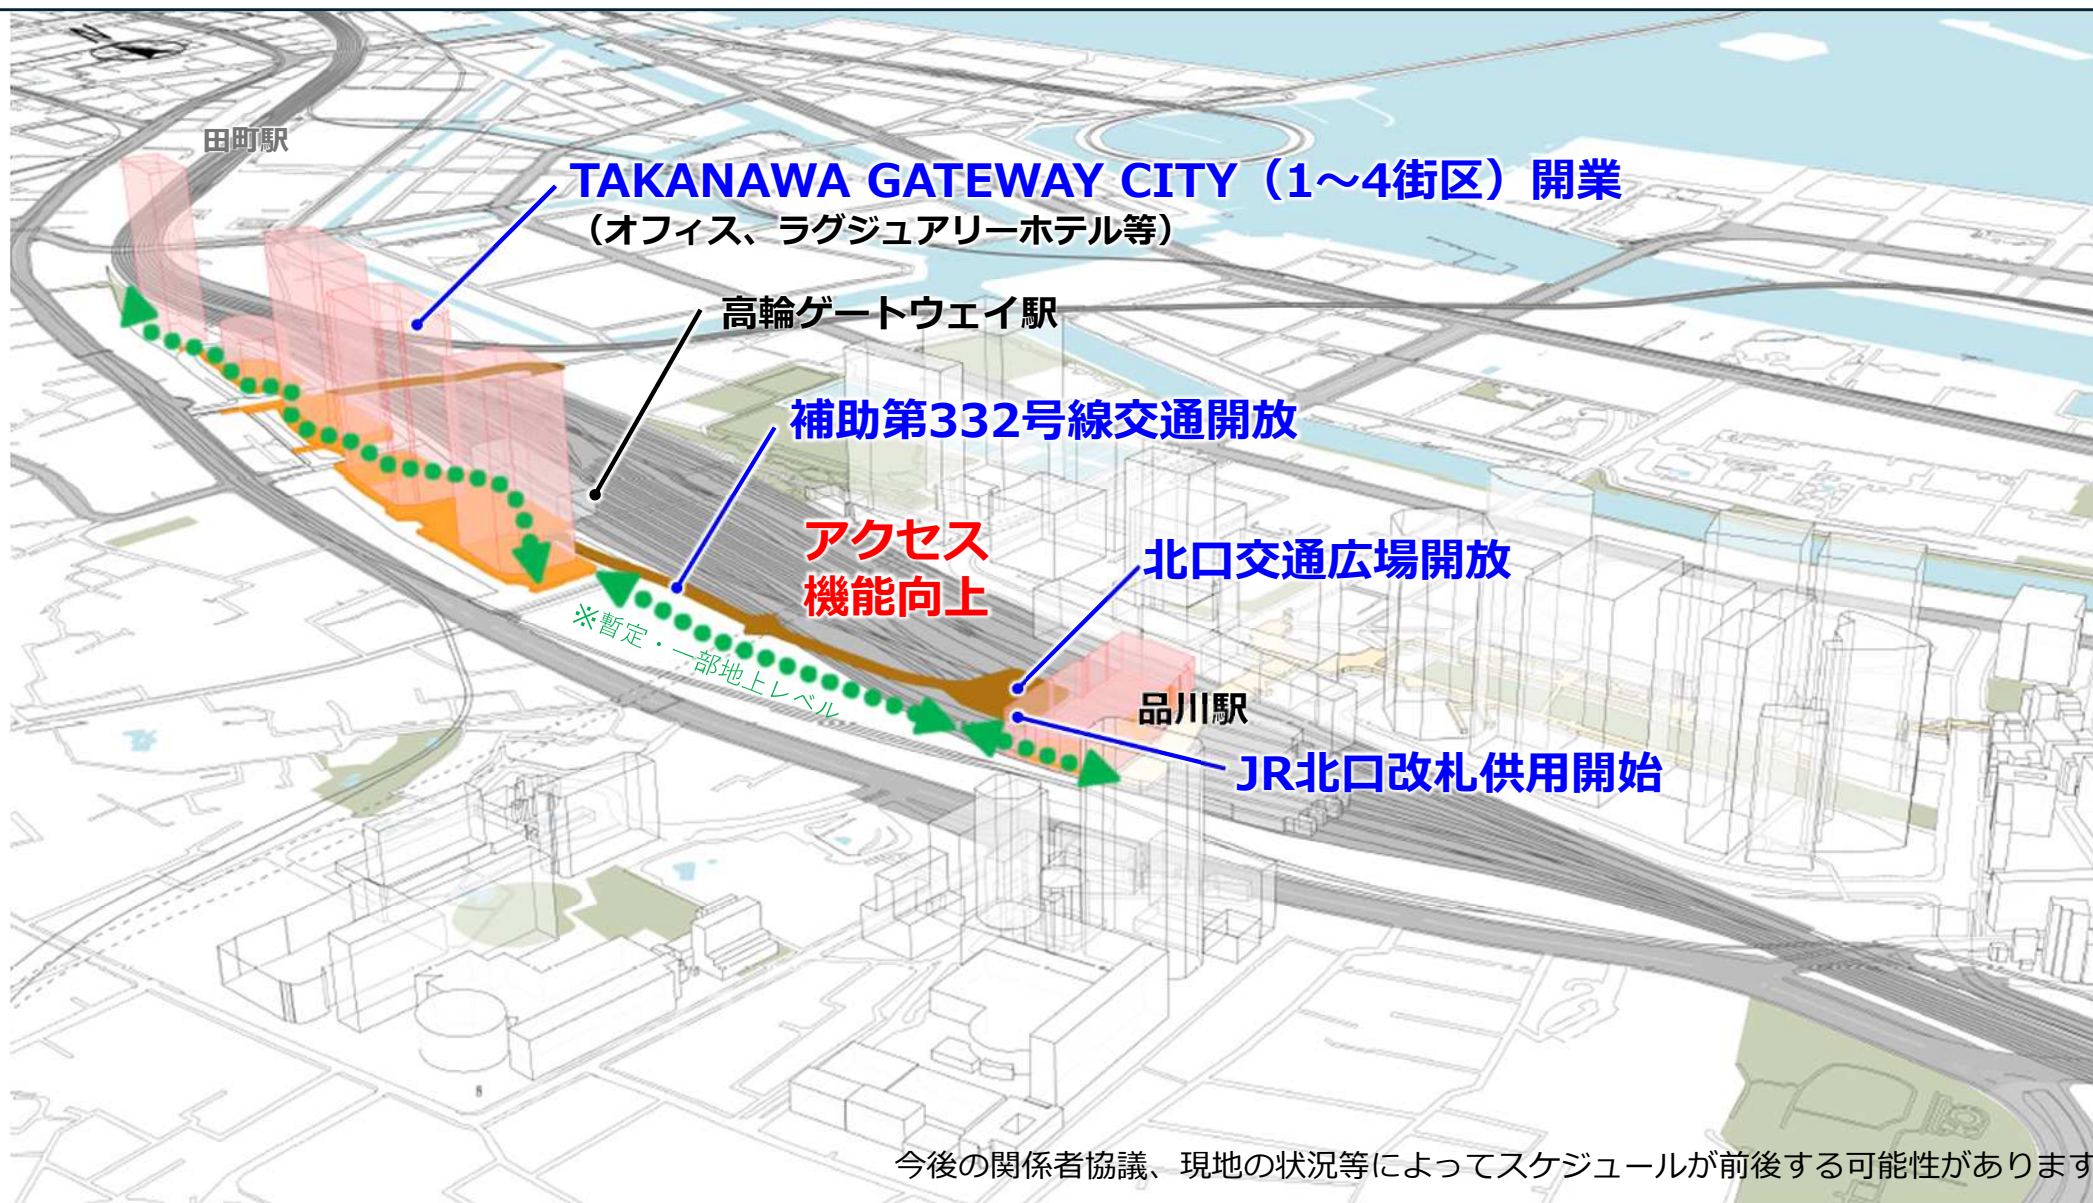 田町駅
TAKANAWA GATEWAY CITY（1～4街区）開業
（オフィス、ラグジュアリーホテル等）
高輪ゲートウェイ駅
補助第332号線交通開放
アクセス
機能向上
北口交通広場開放
※暫定・一部地上レベル
品川駅
JR北口改札供用開始
今後の関係者協議、現地の状況等によってスケジュールが前後する可能性があります